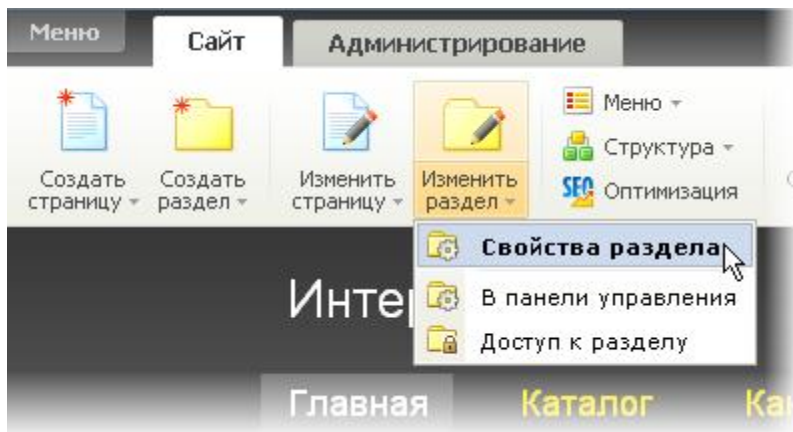 Меню
Сайт
Администрирование
Создать страницу
Создать раздел
Изменить страницу
Изменить раздел
Меню
Структура
SEO Оптимизация
Свойства раздела
В панели управления
Доступ к разделу
Главная
Каталог